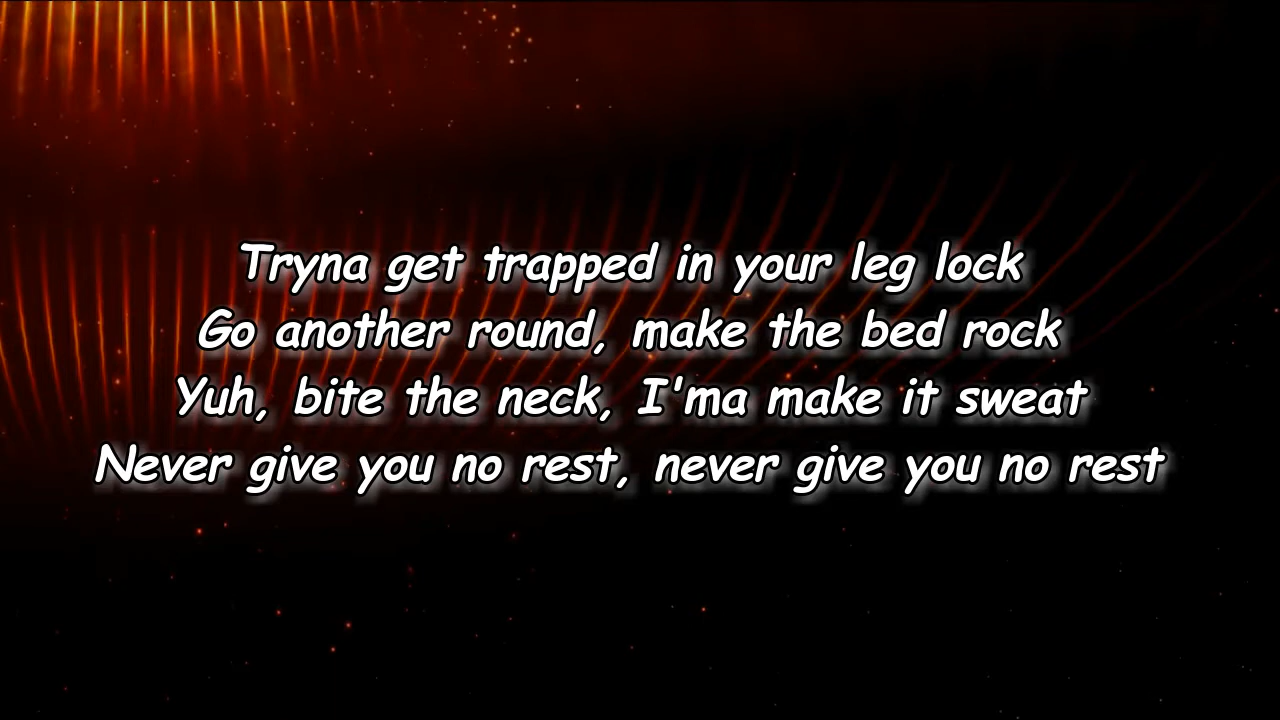 Tryna get trapped in your leg lock
Go another round, make the bed rock
Yuh, bite the neck, I'ma make it sweat
Never give you no rest, never give you no rest